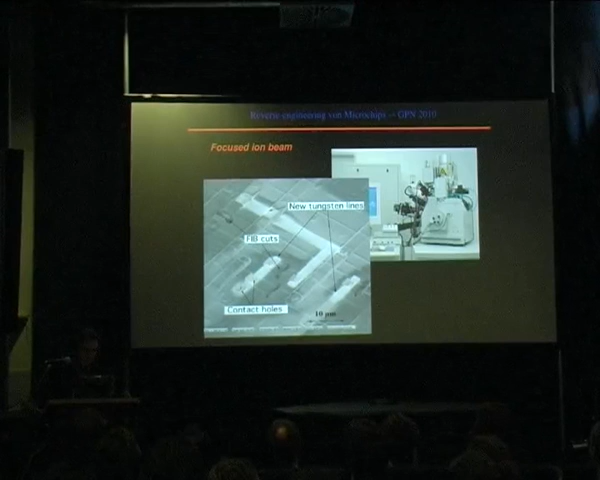 Reverse-engineering von Microchips -- GPN 2010
Focused Ion beam
New tungsten lines
FIB cuts
Contact holes
10 µm